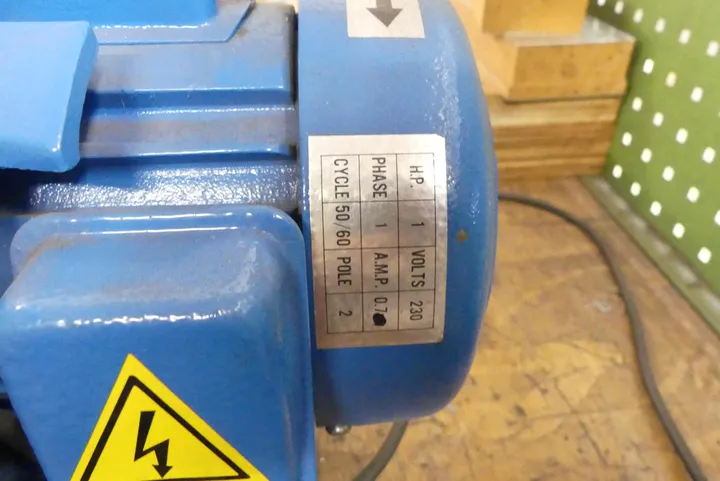 H.P. 1 VOLTS 230
PHASE 1 A.M.P. 0.7
CYCLE 50/60 POLE 2